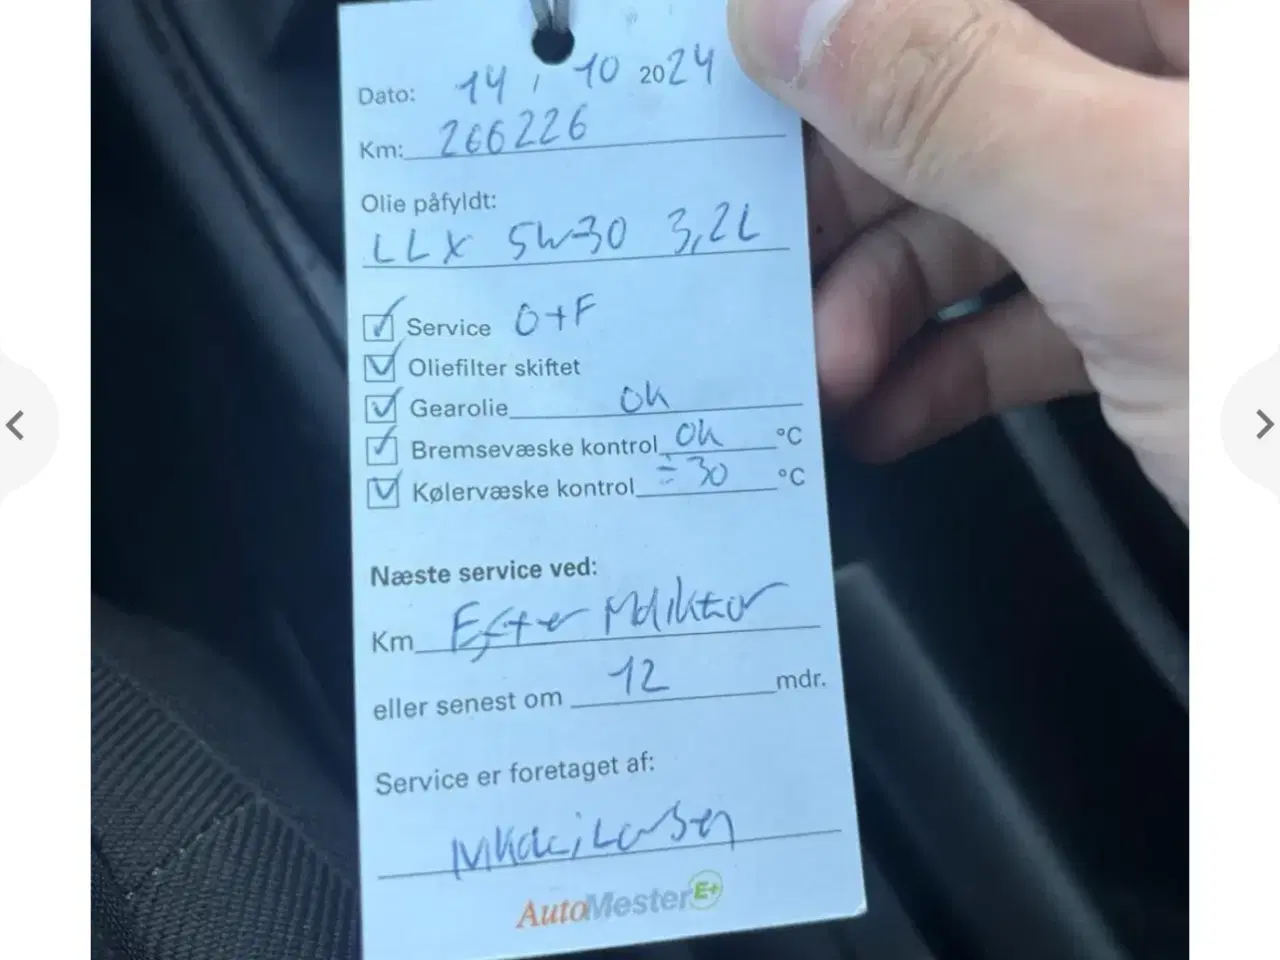 Dato: 14 / 10 2024
Km: 266226
Olie påfyldt:
LLX 5W30 3,2L
Service O+F
Oliefilter skiftet
Gearolie ok
Bremsevæske kontrol ok °C
Kølervæske kontrol ÷30 °C
Næste service ved:
Km Efter
eller senest om 12 mdr.
Service er foretaget af:
AutoMester E+